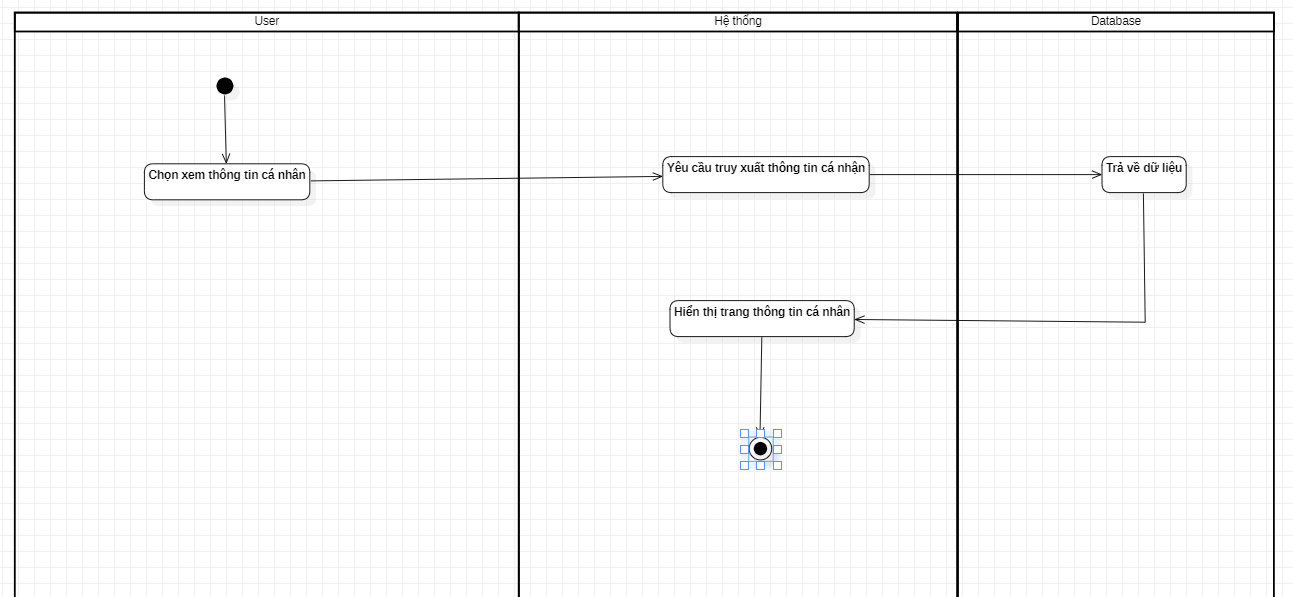 User
Hệ thống
Database
Chọn xem thông tin cá nhân
Yêu cầu truy xuất thông tin cá nhận
Trả về dữ liệu
Hiển thị trang thông tin cá nhân